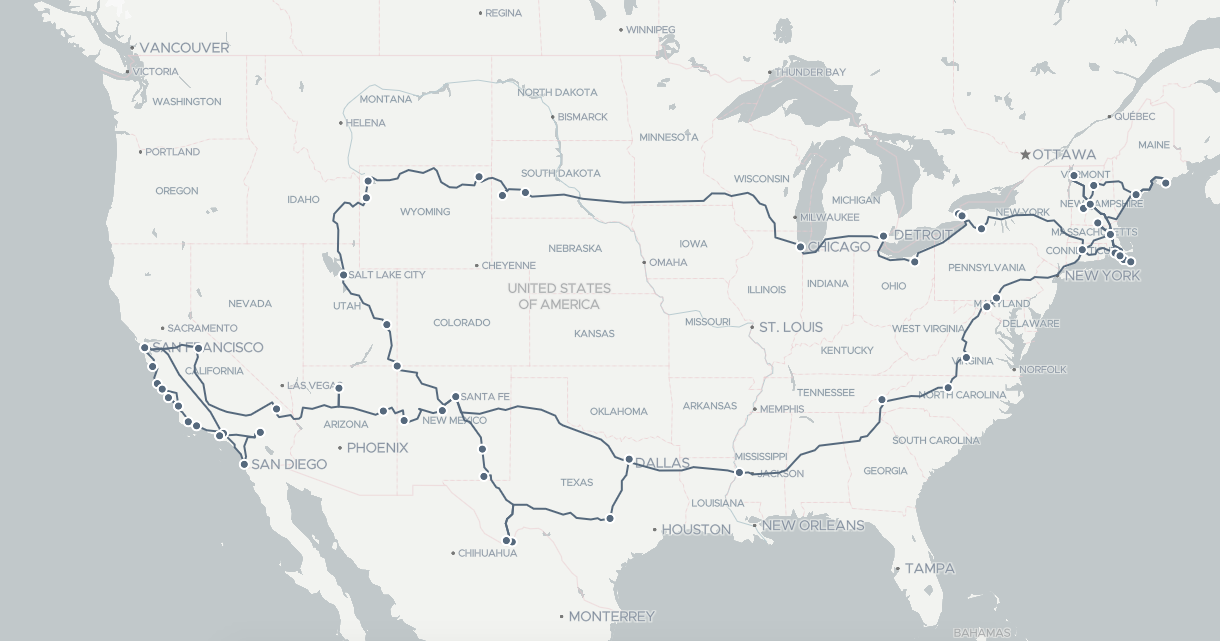 REGINA
WINNIPEG
VANCOUVER
VICTORIA
THUNDER BAY
WASHINGTON
MONTANA
NORTH DAKOTA
HELENA
BISMARCK
QUÉBEC
MINNESOTA
MAINE
PORTLAND
OTTAWA
SOUTH DAKOTA
VERMONT
WISCONSIN
OREGON
IDAHO
MICHIGAN
NEW HAMPSHIRE
WYOMING
NEW YORK
MILWAUKEE
DETROIT
IOWA
CHICAGO
NEBRASKA
CHEYENNE
OMAHA
PENNSYLVANIA
SALT LAKE CITY
NEW YORK
UNITED STATES
OF AMERICA
ILLINOIS
INDIANA
OHIO
NEVADA
UTAH
MARYLAND
COLORADO
MISSOURI
DELAWARE
SACRAMENTO
ST. LOUIS
WEST VIRGINIA
KANSAS
SAN FRANCISCO
KENTUCKY
VIRGINIA
CALIFORNIA
NORFOLK
LAS VEGAS
SANTA FE
TENNESSEE
NORTH CAROLINA
ARKANSAS
MEMPHIS
OKLAHOMA
NEW MEXICO
ARIZONA
SOUTH CAROLINA
PHOENIX
MISSISSIPPI
SAN DIEGO
DALLAS
JACKSON
GEORGIA
TEXAS
LOUISIANA
NEW ORLEANS
HOUSTON
CHIHUAHUA
TAMPA
MONTERREY
BAHAMAS